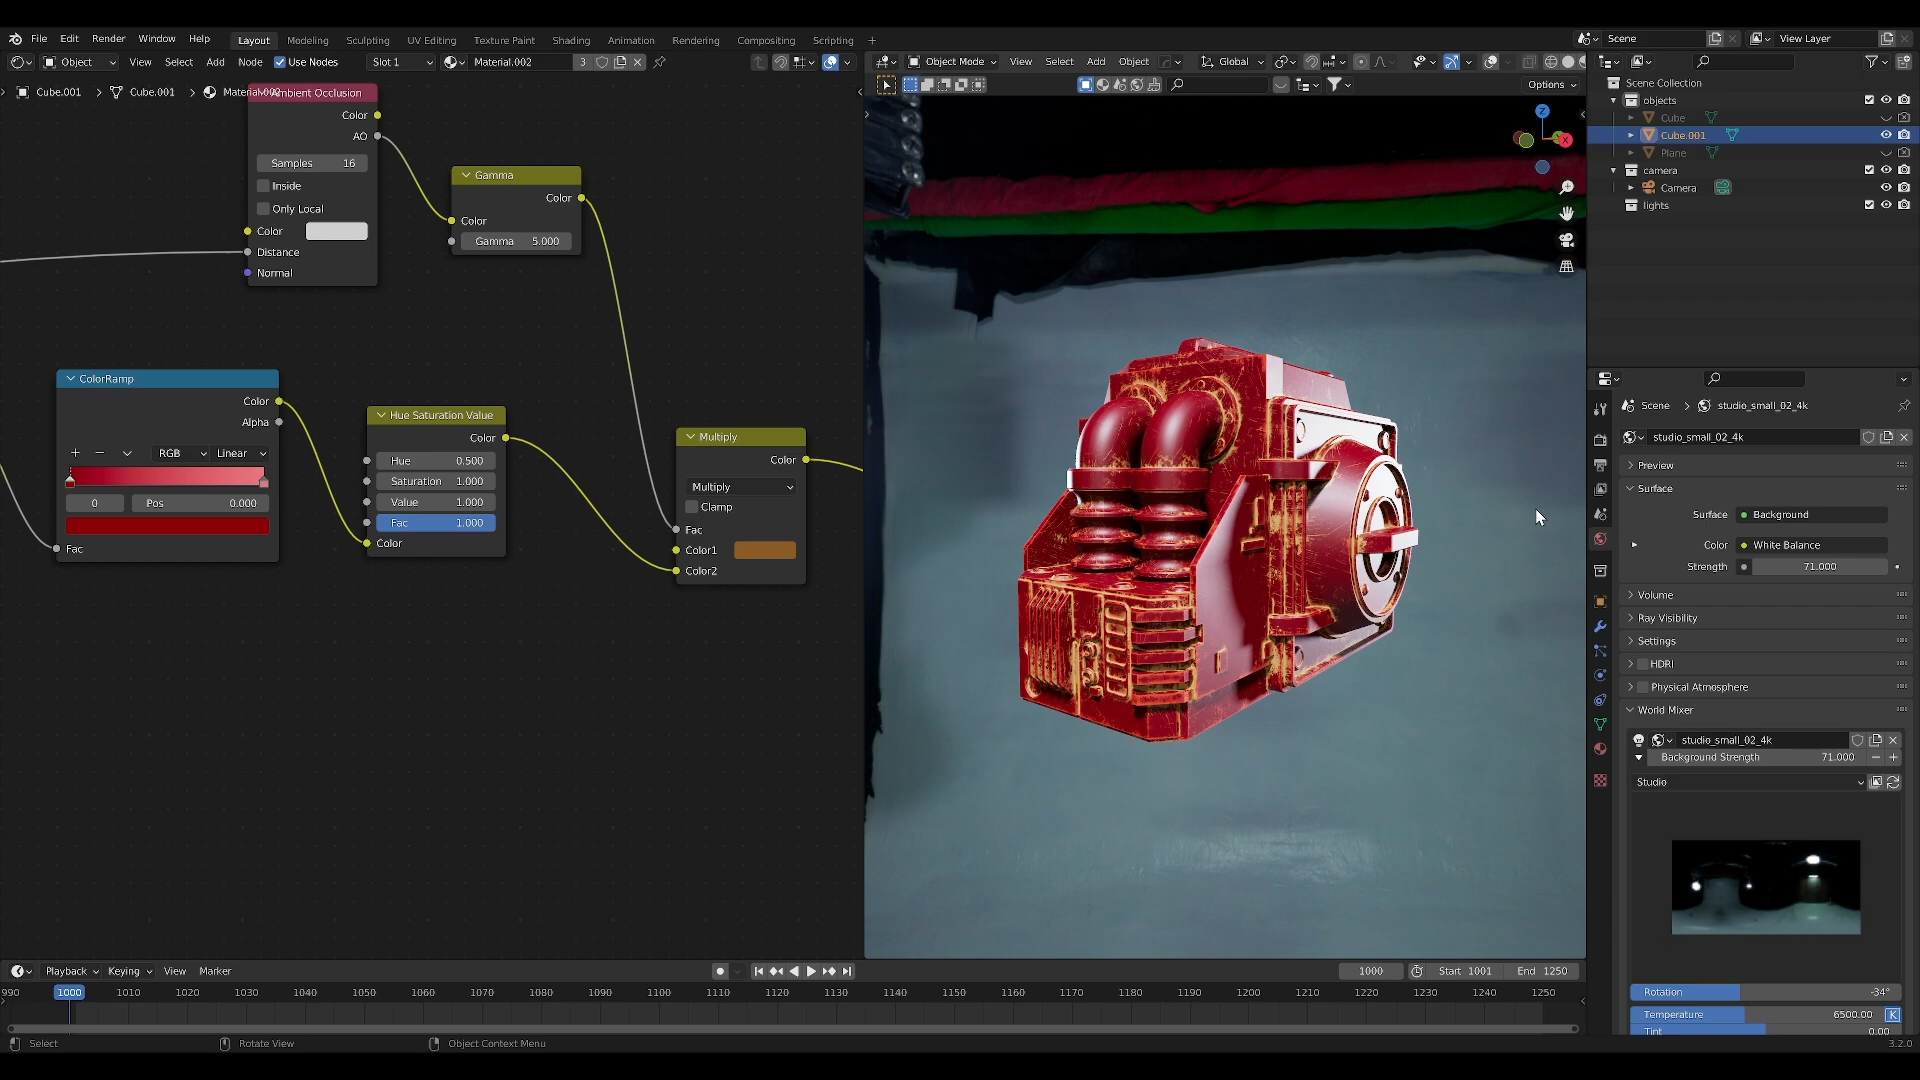 File Edit Render Window Help Layout Modeling Sculpting UV Editing Texture Paint Shading Animation Rendering Compositing Scripting + Scene View Layer
Object View Select Add Node Use Nodes Slot 1 Material.002 3 Object Mode View Select Add Object Global
Options
Cube.001 > Cube.001 >
Ambient Occlusion
Color
AO
Samples 16
Inside
Only Local
Color
Distance
Normal
Gamma
Color
Color
Gamma 5.000
ColorRamp
Color
Alpha
RGB Linear
0 Pos 0.000
Fac
Hue Saturation Value
Color
Hue 0.500
Saturation 1.000
Value 1.000
Fac 1.000
Color
Multiply
Color
Multiply
Clamp
Fac
Color1
Color2
Z
X
Scene Collection
objects
Cube
Cube.001
Plane
camera
Camera
lights
Scene > studio_small_02_4k
studio_small_02_4k
Preview
Surface
Surface Background
Color White Balance
Strength 71.000
Volume
Ray Visibility
Settings
HDRI
Physical Atmosphere
World Mixer
studio_small_02_4k
Background Strength 71.000
Studio
Rotation -34°
Temperature 6500.00 K
Tint 0.00
Playback Keying View Marker 1000 Start 1001 End 1250
990 1000 1010 1020 1030 1040 1050 1060 1070 1080 1090 1100 1110 1120 1130 1140 1150 1160 1170 1180 1190 1200 1210 1220 1230 1240 1250
Select Rotate View Object Context Menu 3.2.0